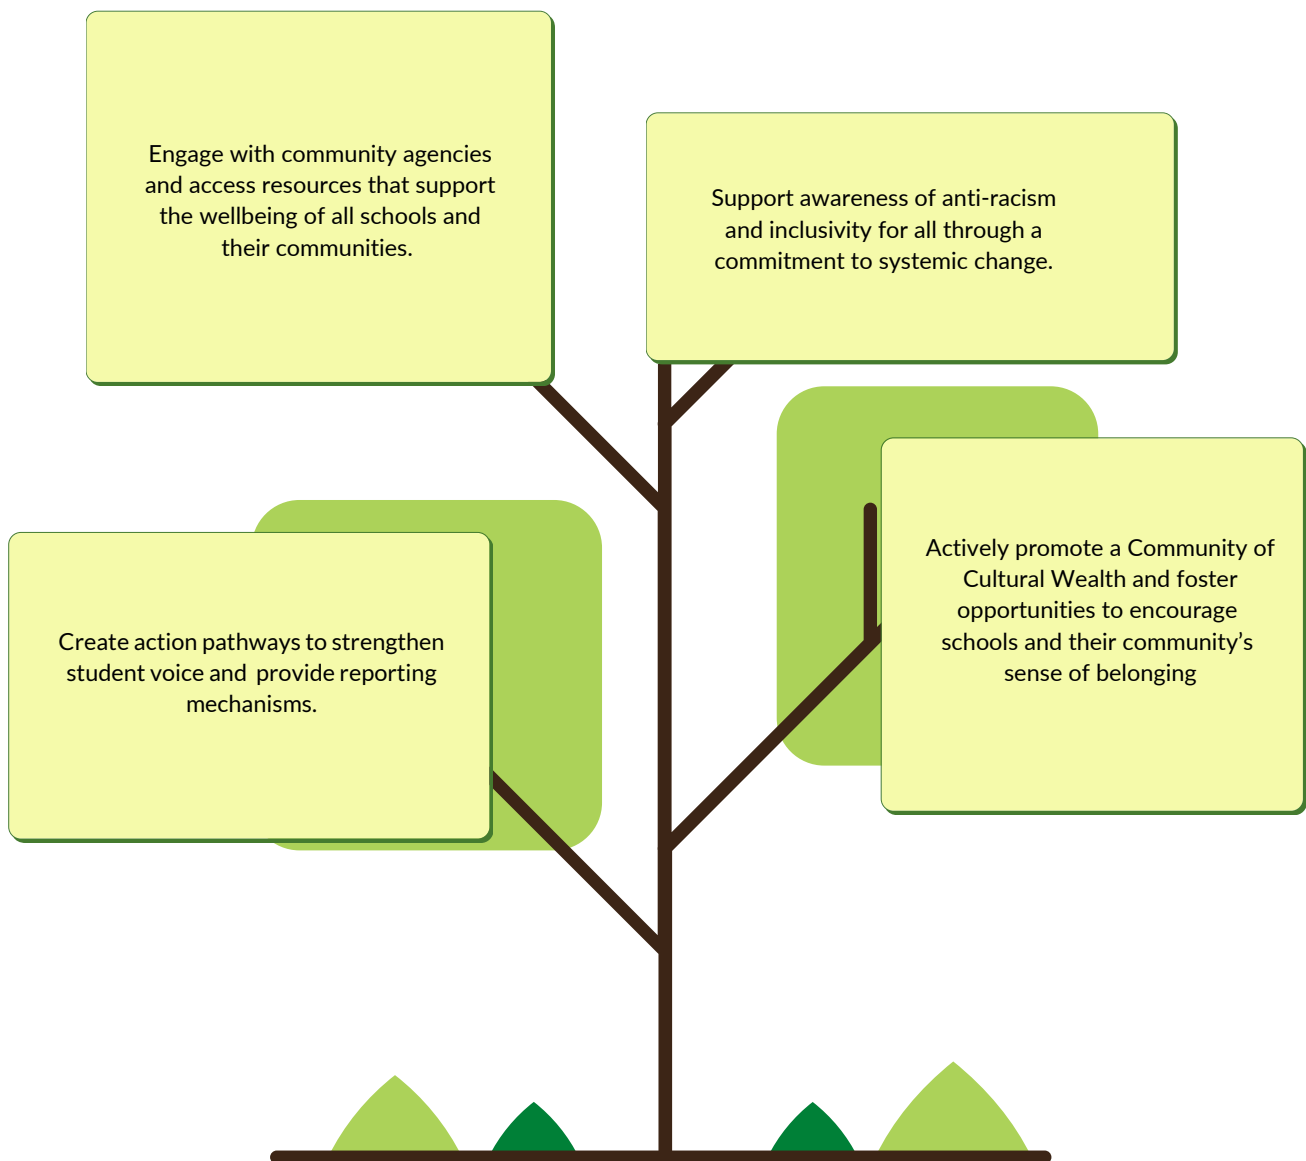 Engage with community agencies
and access resources that support
the wellbeing of all schools and
their communities.
Support awareness of anti-racism
and inclusivity for all through a
commitment to systemic change.
Create action pathways to strengthen
student voice and  provide reporting
mechanisms.
Actively promote a Community of
Cultural Wealth and foster
opportunities to encourage
schools and their community’s
sense of belonging